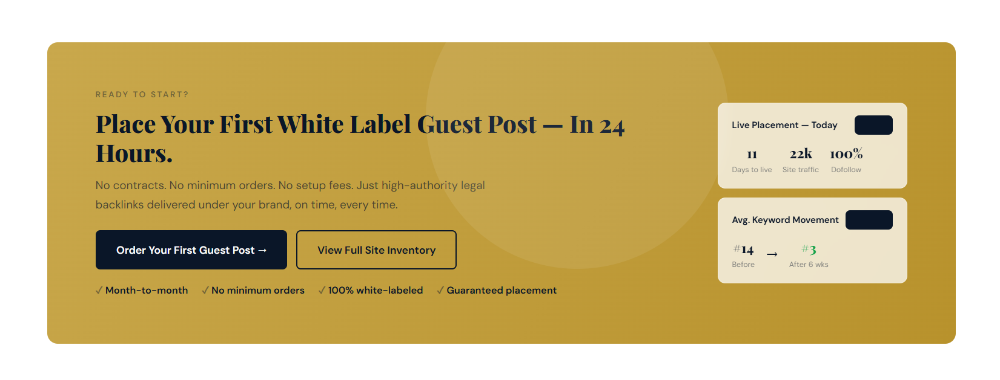 READY TO START?
Place Your First White Label Guest Post — In 24
Hours.
No contracts. No minimum orders. No setup fees. Just high-authority legal
backlinks delivered under your brand, on time, every time.
Order Your First Guest Post →
View Full Site Inventory
✓ Month-to-month ✓ No minimum orders ✓ 100% white-labeled ✓ Guaranteed placement
Live Placement — Today
11 22k 100%
Days to live Site traffic Dofollow
Avg. Keyword Movement
#14 → #3
Before After 6 wks